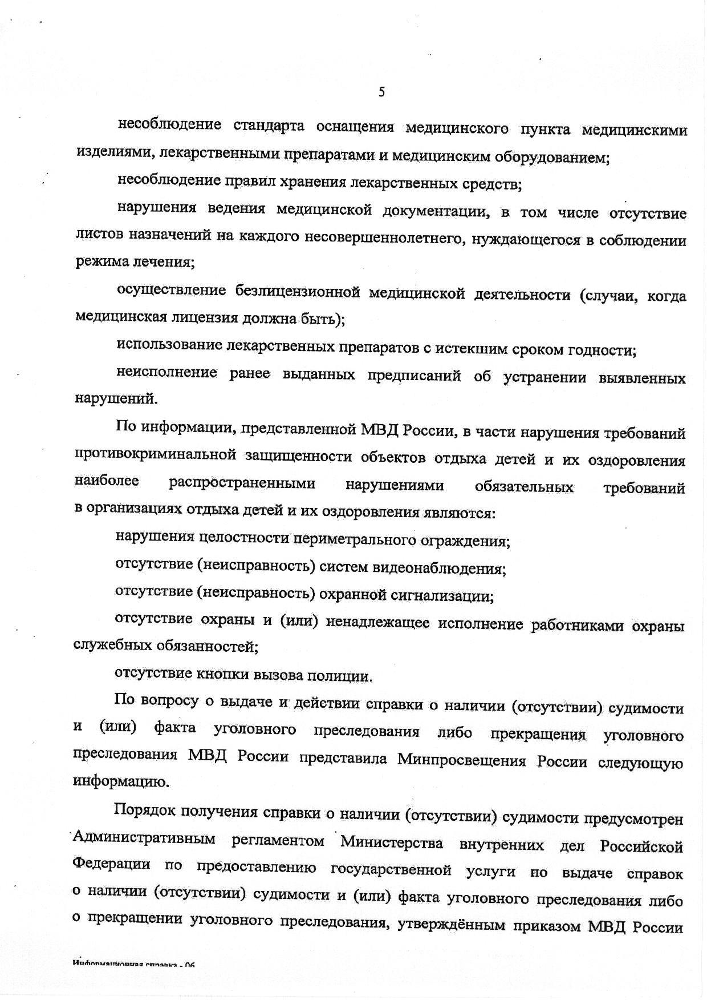 5
несоблюдение стандарта оснащения медицинского пункта медицинскими
изделиями, лекарственными препаратами и медицинским оборудованием;
несоблюдение правил хранения лекарственных средств;
нарушения ведения медицинской документации, в том числе отсутствие
листов назначений на каждого несовершеннолетнего, нуждающегося в соблюдении
режима лечения;
осуществление безлицензионной медицинской деятельности (случаи, когда
медицинская лицензия должна быть);
использование лекарственных препаратов с истекшим сроком годности;
неисполнение ранее выданных предписаний об устранении выявленных
нарушений.
По информации, представленной МВД России, в части нарушения требований
противокриминальной защищенности объектов отдыха детей и их оздоровления
наиболее распространенными нарушениями обязательных требований
в организациях отдыха детей и их оздоровления являются:
нарушения целостности периметрального ограждения;
отсутствие (неисправность) систем видеонаблюдения;
отсутствие (неисправность) охранной сигнализации;
отсутствие охраны и (или) ненадлежащее исполнение работниками охраны
служебных обязанностей;
отсутствие кнопки вызова полиции.
По вопросу о выдаче и действии справки о наличии (отсутствии) судимости
и (или) факта уголовного преследования либо прекращения уголовного
преследования МВД России представила Минпросвещения России следующую
информацию.
Порядок получения справки о наличии (отсутствии) судимости предусмотрен
Административным регламентом Министерства внутренних дел Российской
Федерации по предоставлению государственной услуги по выдаче справок
о наличии (отсутствии) судимости и (или) факта уголовного преследования либо
о прекращении уголовного преследования, утверждённым приказом МВД России
Информационная справка - 06